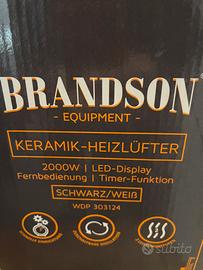 BRANDSON
- EQUIPMENT -
KERAMIK-HEIZLÜFTER
2000W | LED-Display
Fernbedienung | Timer-Funktion
SCHWARZ/WEIß
WDP 303124
subito